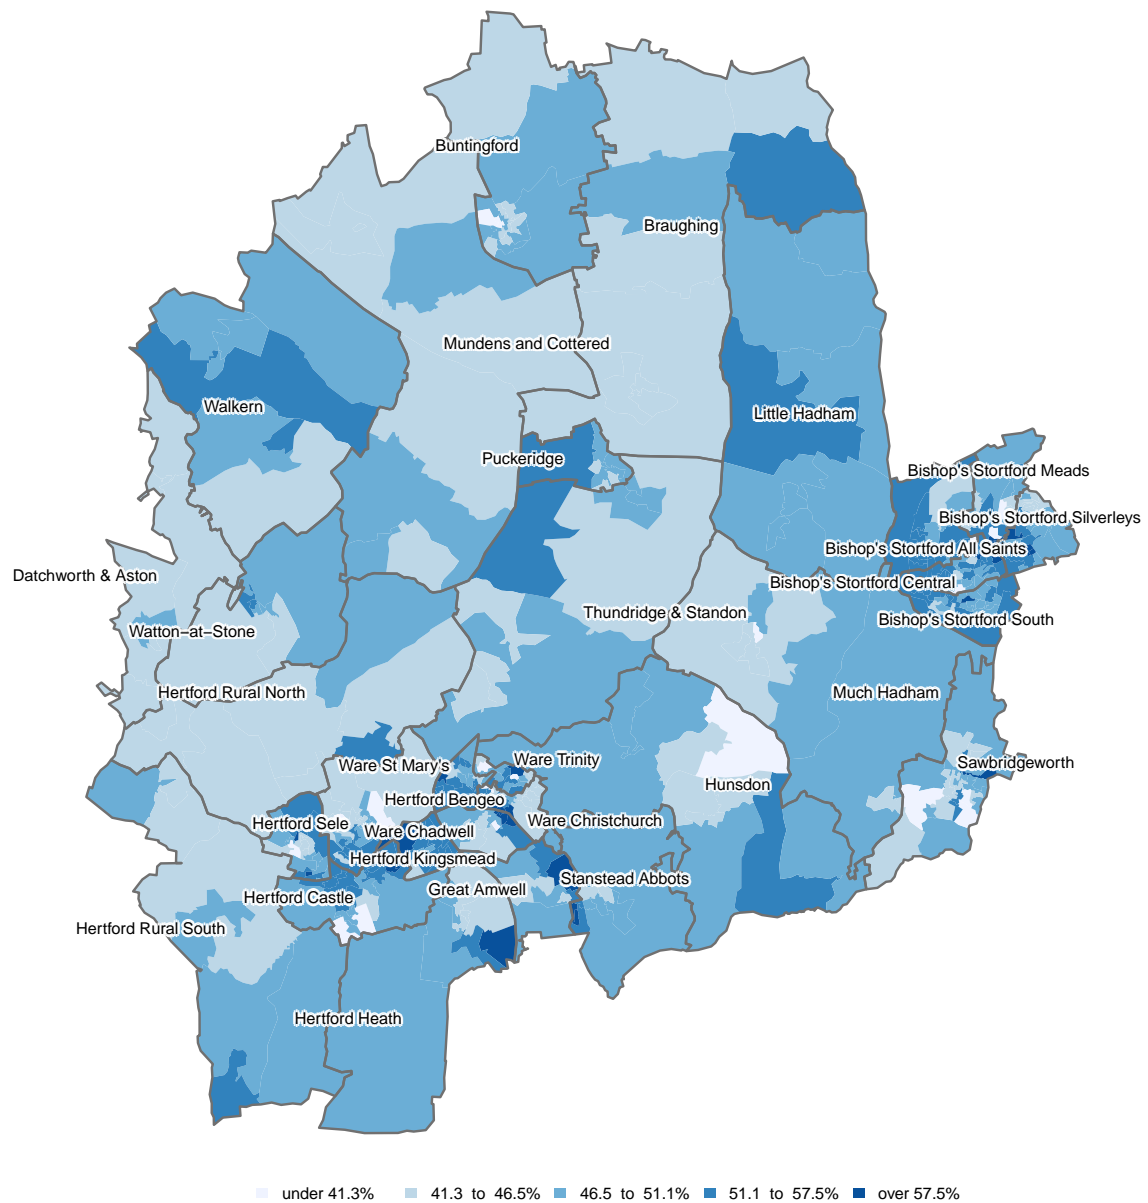 Buntingford
Braughing
Mundens and Cottered
Walkern
Little Hadham
Puckeridge
Bishop's Stortford Meads
Bishop's Stortford Silverleys
Bishop's Stortford All Saints
Datchworth & Aston
Bishop's Stortford Central
Thundridge & Standon
Bishop's Stortford South
Watton−at−Stone
Hertford Rural North
Much Hadham
Ware St Mary's
Ware Trinity
Sawbridgeworth
Hunsdon
Hertford Bengeo
Hertford Sele
Ware Christchurch
Ware Chadwell
Hertford Kingsmead
Stanstead Abbots
Great Amwell
Hertford Castle
Hertford Rural South
Hertford Heath
under 41.3% 41.3 to 46.5% 46.5 to 51.1% 51.1 to 57.5% over 57.5%